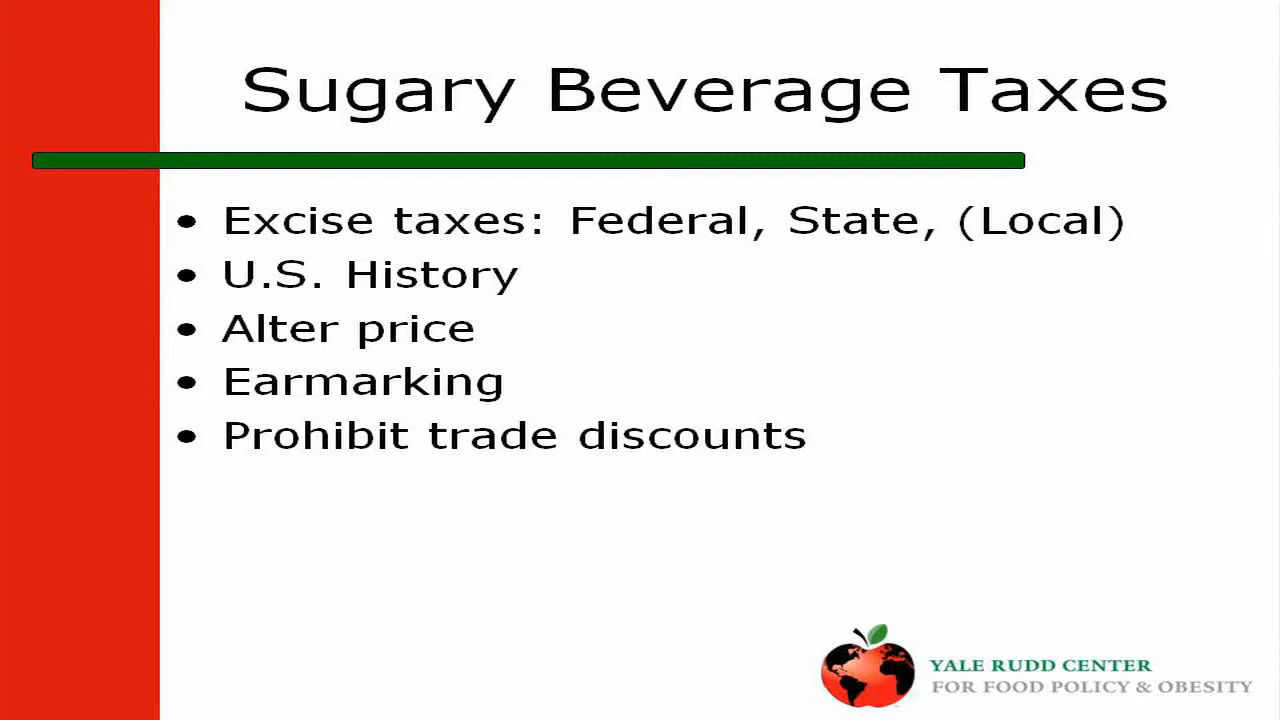 Sugary Beverage Taxes
• Excise taxes: Federal, State, (Local)
• U.S. History
• Alter price
• Earmarking
• Prohibit trade discounts
YALE RUDD CENTER
FOR FOOD POLICY & OBESITY